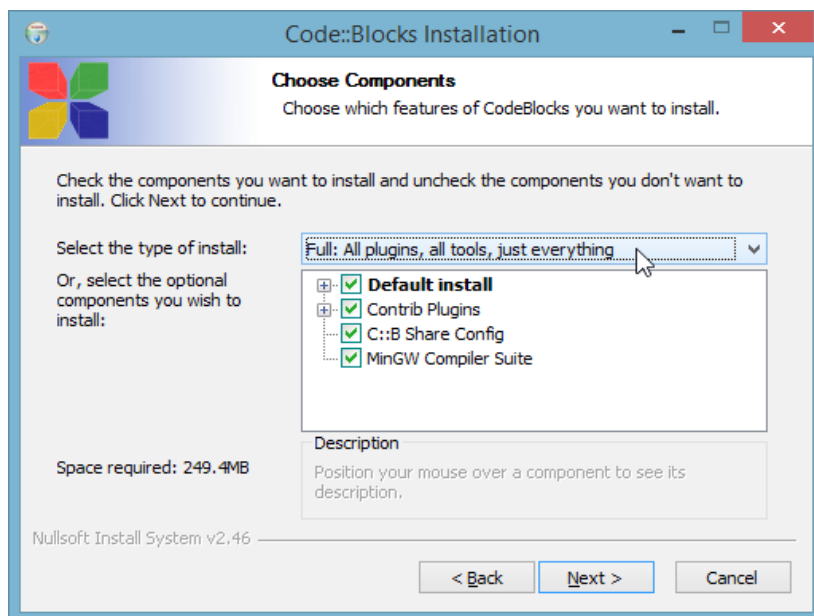 Code::Blocks Installation
Choose Components
Choose which features of CodeBlocks you want to install.
Check the components you want to install and uncheck the components you don't want to
install. Click Next to continue.
Select the type of install:
Full: All plugins, all tools, just everything
Or, select the optional
components you wish to
install:
Default install
Contrib Plugins
C::B Share Config
MinGW Compiler Suite
Space required: 249.4MB
Description
Position your mouse over a component to see its
description.
Nullsoft Install System v2.46
< Back
Next >
Cancel